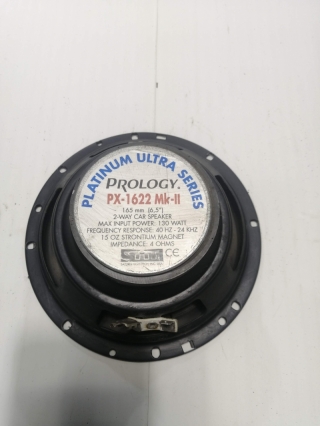 PLATINUM ULTRA SERIES
PROLOGY.
PX-1622 Mk-II
165 mm (6,5")
2-WAY CAR SPEAKER
MAX INPUT POWER: 130 WATT
FREQUENCY RESPONSE: 40 HZ - 24 KHZ
15 OZ STRONTIUM MAGNET
IMPEDANCE: 4 OHMS
CE